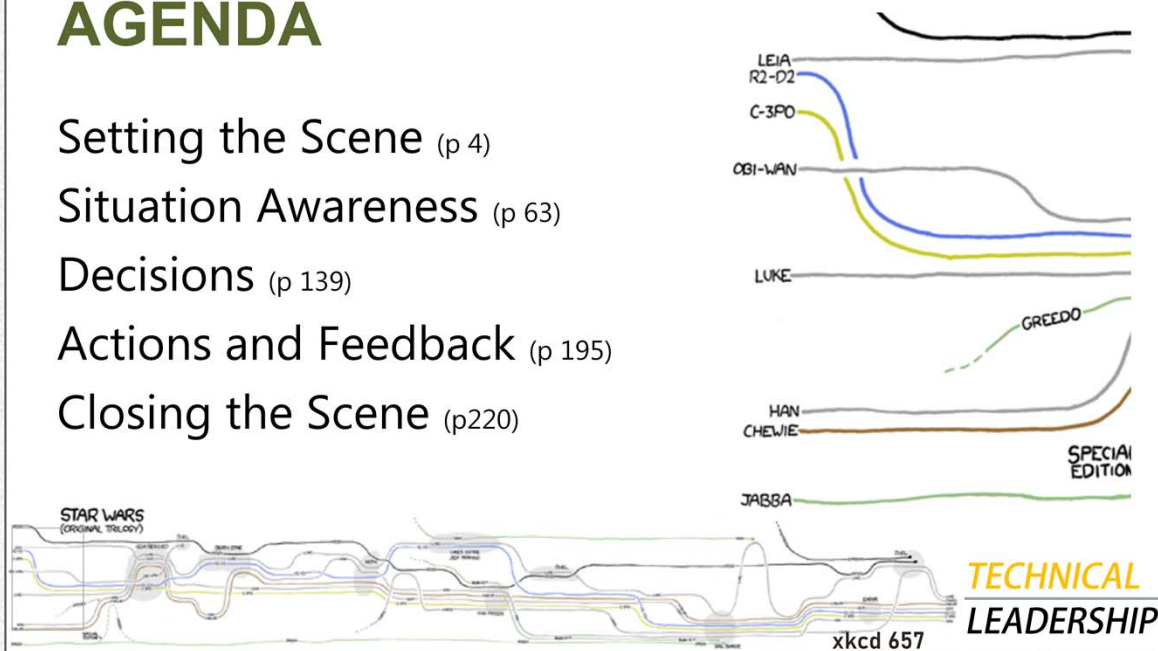 AGENDA
Setting the Scene (p 4)
Situation Awareness (p 63)
Decisions (p 139)
Actions and Feedback (p 195)
Closing the Scene (p220)
LEIA
R2-D2
C-3PO
OBI-WAN
LUKE
GREEDO
HAN
CHEWIE
SPECIA
EDITION
JABBA
STAR WARS
(ORIGINAL TRILOGY)
xkcd 657
TECHNICAL
LEADERSHIP